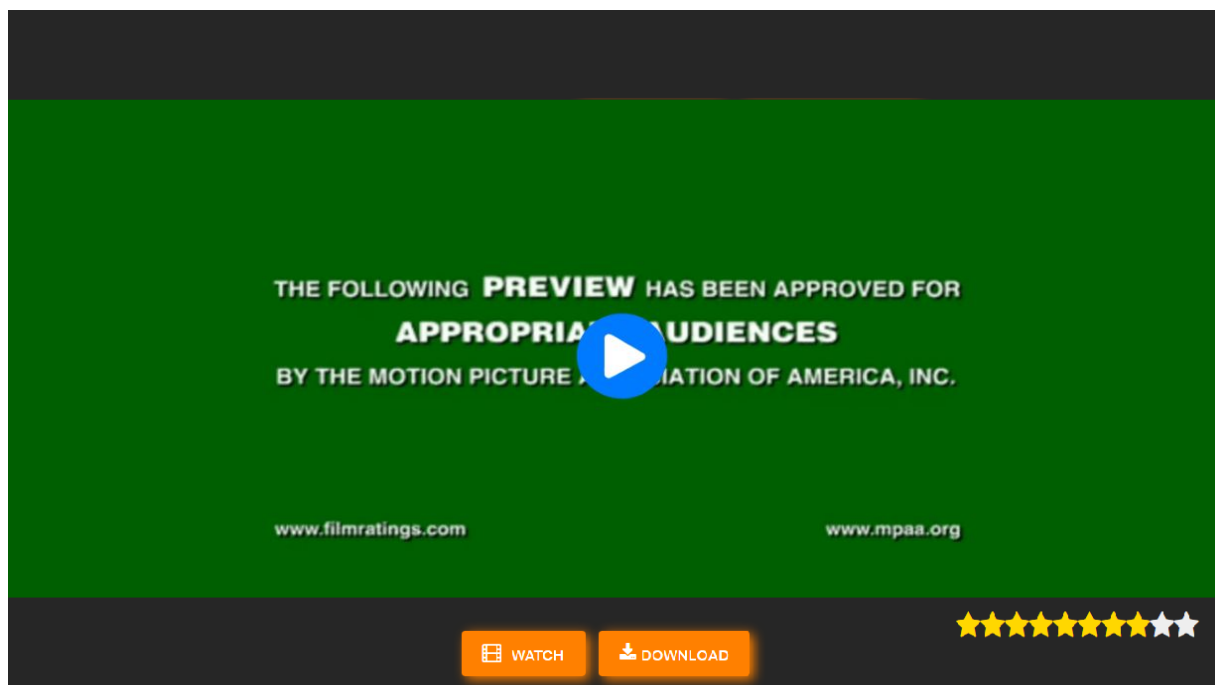 THE FOLLOWING PREVIEW HAS BEEN APPROVED FOR
AUDIENCES
BY THE MOTION PICTURE OF AMERICA, INC.
www.filmratings.com www.mpaa.org
WATCH DOWNLOAD